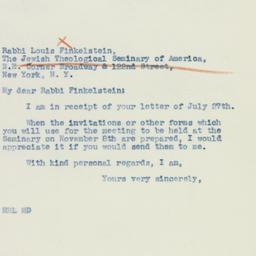 Rabbi Louis Finkelstein,
The Jewish Theological Seminary of America,
N.E. Corner Broadway & 122nd Street,
New York, N. Y.
My dear Rabbi Finkelstein:
I am in receipt of your letter of July 27th.
When the invitations or other forms which
you will use for the meeting to be held at the
Seminary on November 8th are prepared, I would
appreciate it if you would send them to me.
With kind personal regards, I am,
Yours very sincerely,
HHL MD